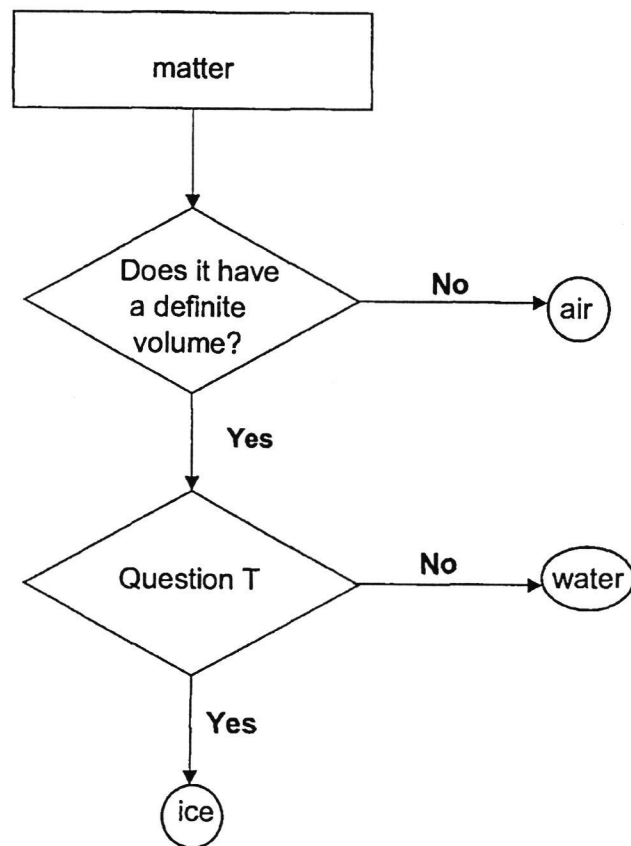 matter
Does it have
a definite
volume?
No
air
Yes
Question T
No
water
Yes
ice